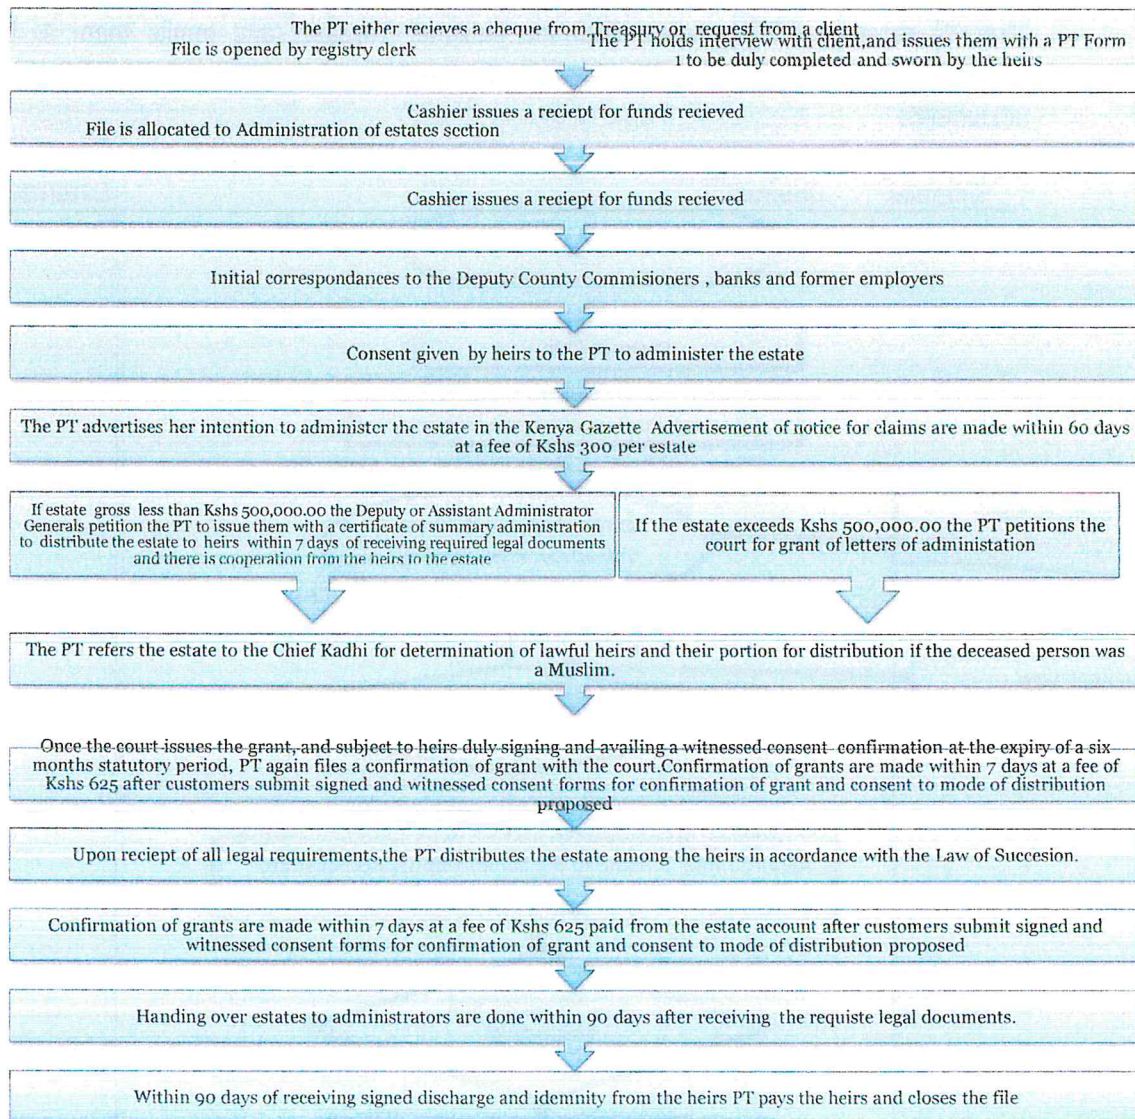 The PT either recieves a cheque from Treasury or request from a client
File is opened by registry clerk
The PT holds interview with client,and issues them with a PT Form
1 to be duly completed and sworn by the heirs
Cashier issues a reciept for funds recieved
File is allocated to Administration of estates section
Cashier issues a reciept for funds recieved
Initial correspondances to the Deputy County Commisioners , banks and former employers
Consent given by heirs to the PT to administer the estate
The PT advertises her intention to administer the estate in the Kenya Gazette Advertisement of notice for claims are made within 60 days
at a fee of Kshs 300 per estate
If estate gross less than Kshs 500,000.00 the Deputy or Assistant Administrator
Generals petition the PT to issue them with a certificate of summary administration
to distribute the estate to heirs within 7 days of receiving required legal documents
and there is cooperation from the heirs to the estate
If the estate exceeds Kshs 500,000.00 the PT petitions the
court for grant of letters of administation
The PT refers the estate to the Chief Kadhi for determination of lawful heirs and their portion for distribution if the deceased person was
a Muslim.
Once the court issues the grant, and subject to heirs duly signing and availing a witnessed consent confirmation at the expiry of a six
months statutory period, PT again files a confirmation of grant with the court.Confirmation of grants are made within 7 days at a fee of
Kshs 625 after customers submit signed and witnessed consent forms for confirmation of grant and consent to mode of distribution
proposed
Upon reciept of all legal requirements,the PT distributes the estate among the heirs in accordance with the Law of Succesion.
Confirmation of grants are made within 7 days at a fee of Kshs 625 paid from the estate account after customers submit signed and
witnessed consent forms for confirmation of grant and consent to mode of distribution proposed
Handing over estates to administrators are done within 90 days after receiving the requiste legal documents.
Within 90 days of receiving signed discharge and idemnity from the heirs PT pays the heirs and closes the file